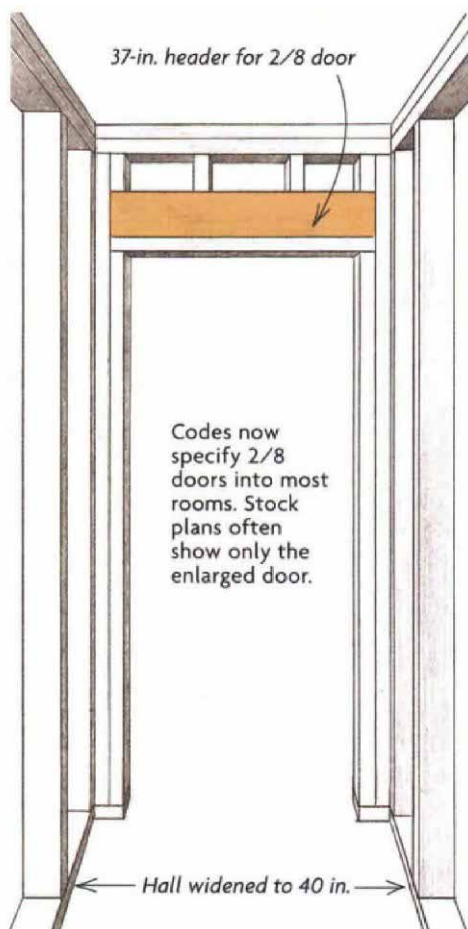 37-in. header for 2/8 door
Codes now
specify 2/8
doors into most
rooms. Stock
plans often
show only the
enlarged door.
Hall widened to 40 in.